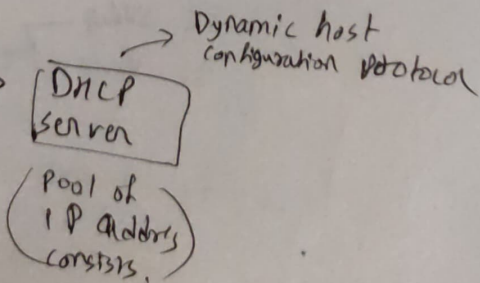 Dynamic host
configuration Protocol
DHCP
server
(Pool of
IP address
consists.)